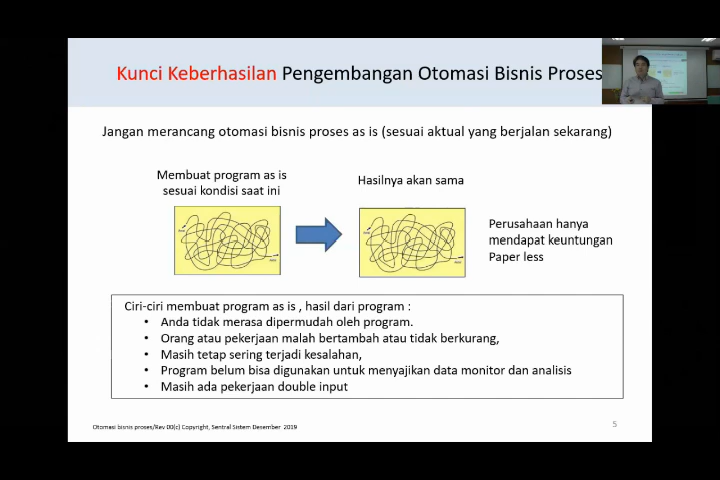 Kunci Keberhasilan Pengembangan Otomasi Bisnis Proses
Jangan merancang otomasi bisnis proses as is (sesuai aktual yang berjalan sekarang)
Membuat program as is
sesuai kondisi saat ini
Hasilnya akan sama
Perusahaan hanya
mendapat keuntungan
Paper less
Ciri-ciri membuat program as is , hasil dari program :
• Anda tidak merasa dipermudah oleh program.
• Orang atau pekerjaan malah bertambah atau tidak berkurang,
• Masih tetap sering terjadi kesalahan,
• Program belum bisa digunakan untuk menyajikan data monitor dan analisis
• Masih ada pekerjaan double input
Otomasi bisnis proses/Rev 00(c) Copyright, Sentral Sistem Desember 2019
5